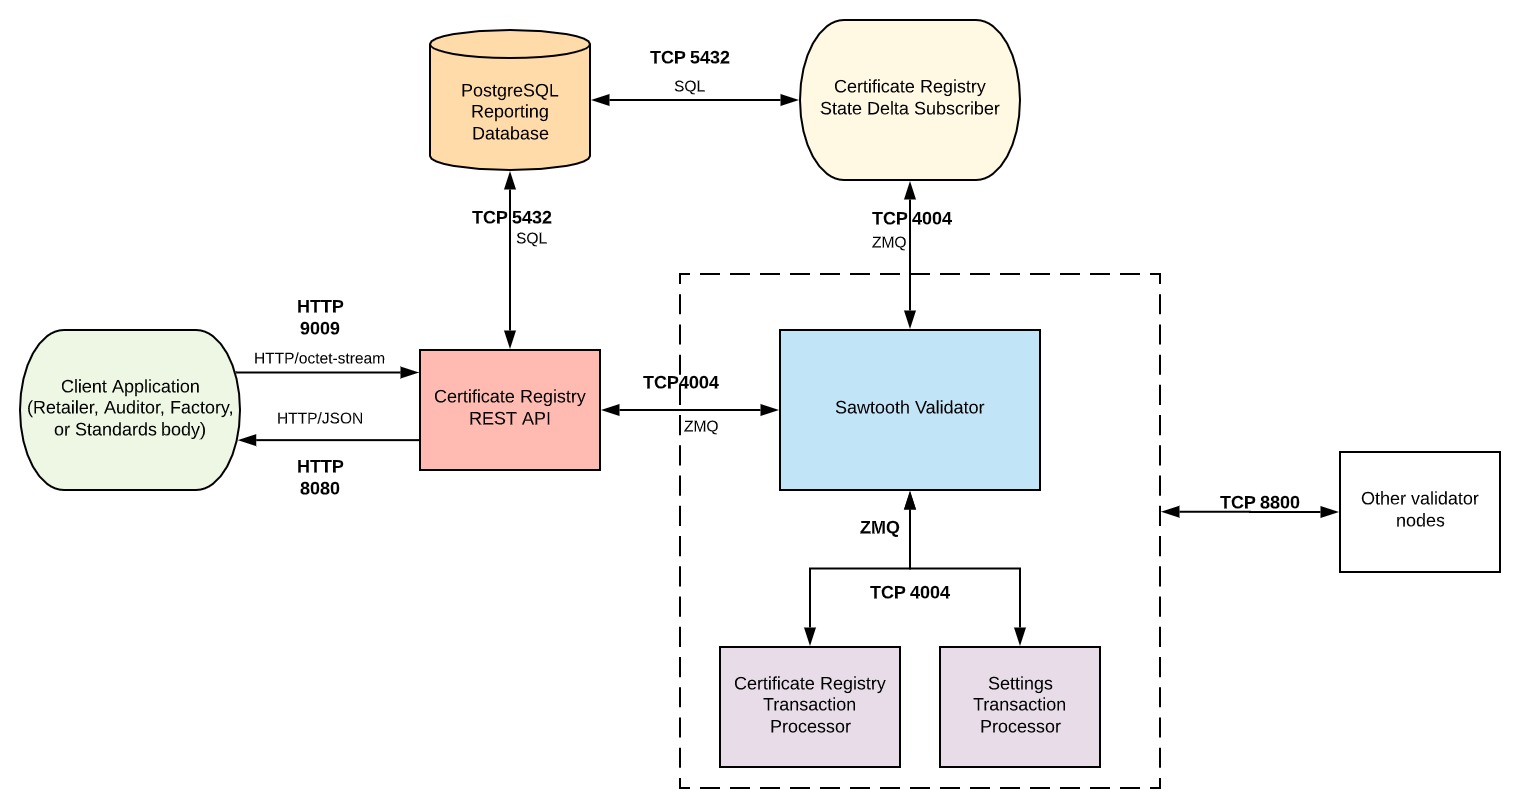 TCP 5432
SQL
PostgreSQL
Reporting
Database
Certificate Registry
State Delta Subscriber
TCP 5432
SQL
TCP 4004
ZMQ
HTTP
9009
HTTP/octet-stream
Client Application
(Retailer, Auditor, Factory,
or Standards body)
HTTP/JSON
HTTP
8080
Certificate Registry
REST API
TCP4004
ZMQ
Sawtooth Validator
TCP 8800
Other validator
nodes
ZMQ
TCP 4004
Certificate Registry
Transaction
Processor
Settings
Transaction
Processor